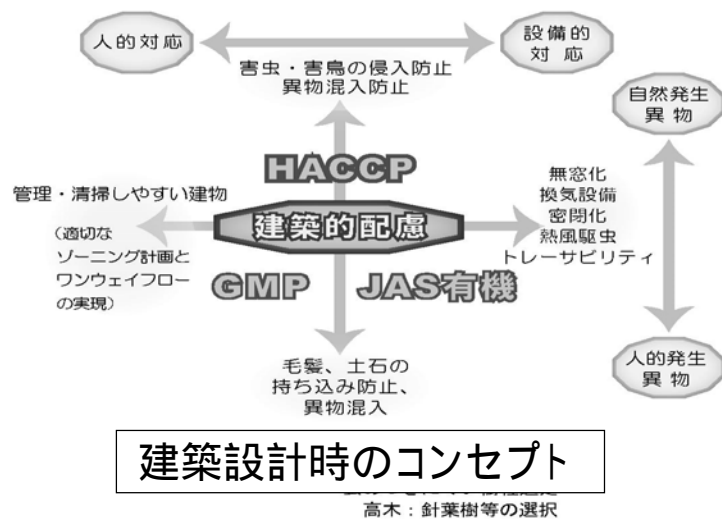 人的対応
設備的
対 応
害虫・害鳥の侵入防止
異物混入防止
自然発生
異 物
HACCP
管理・清掃しやすい建物
(適切な
ゾーニング計画と
ワンウェイフロー
の実現)
建築的配慮
無窓化
換気設備
密閉化
熱風駆虫
トレーサビリティ
GMP
JAS有機
毛髪、土石の
持ち込み防止、
異物混入
人的発生
異 物
建築設計時のコンセプト
高木:針葉樹等の選択